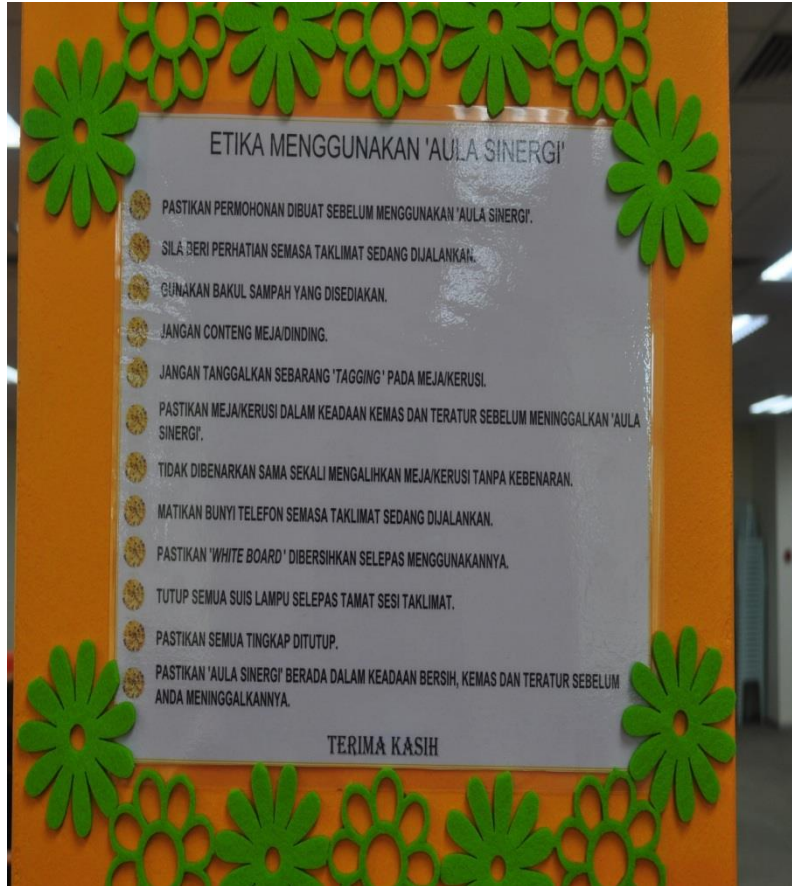 ETIKA MENGGUNAKAN 'AULA SINERGI'
PASTIKAN PERMOHONAN DIBUAT SEBELUM MENGGUNAKAN 'AULA SINERGI'.
SILA BERI PERHATIAN SEMASA TAKLIMAT SEDANG DIJALANKAN.
GUNAKAN BAKUL SAMPAH YANG DISEDIAKAN.
JANGAN CONTENG MEJA/DINDING.
JANGAN TANGGALKAN SEBARANG 'TAGGING' PADA MEJA/KERUSI.
PASTIKAN MEJA/KERUSI DALAM KEADAAN KEMAS DAN TERATUR SEBELUM MENINGGALKAN 'AULA
SINERGI'.
TIDAK DIBENARKAN SAMA SEKALI MENGALIHKAN MEJA/KERUSI TANPA KEBENARAN.
MATIKAN BUNYI TELEFON SEMASA TAKLIMAT SEDANG DIJALANKAN.
PASTIKAN 'WHITE BOARD' DIBERSIHKAN SELEPAS MENGGUNAKANNYA.
TUTUP SEMUA SUIS LAMPU SELEPAS TAMAT SESI TAKLIMAT.
PASTIKAN SEMUA TINGKAP DITUTUP.
PASTIKAN 'AULA SINERGI' BERADA DALAM KEADAAN BERSIH, KEMAS DAN TERATUR SEBELUM
ANDA MENINGGALKANNYA.
TERIMA KASIH